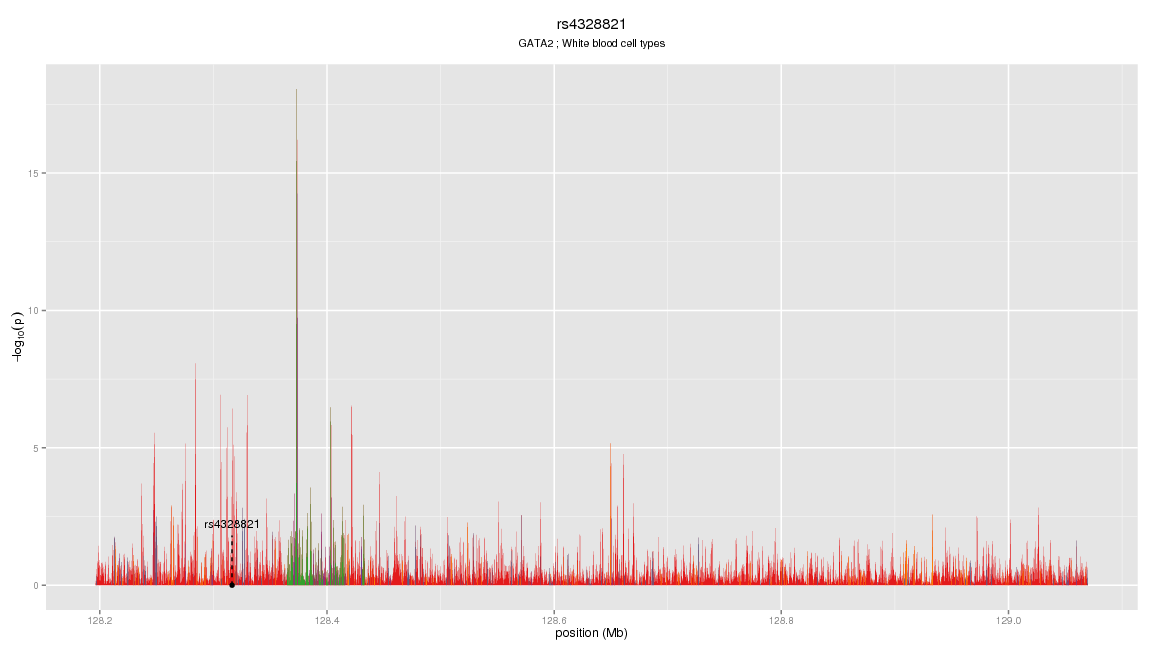 rs4328821
GATA2 ; White blood cell types
15
10
5
0
−log10(p)
rs4328821
128.2 128.4 128.6 128.8 129.0
position (Mb)